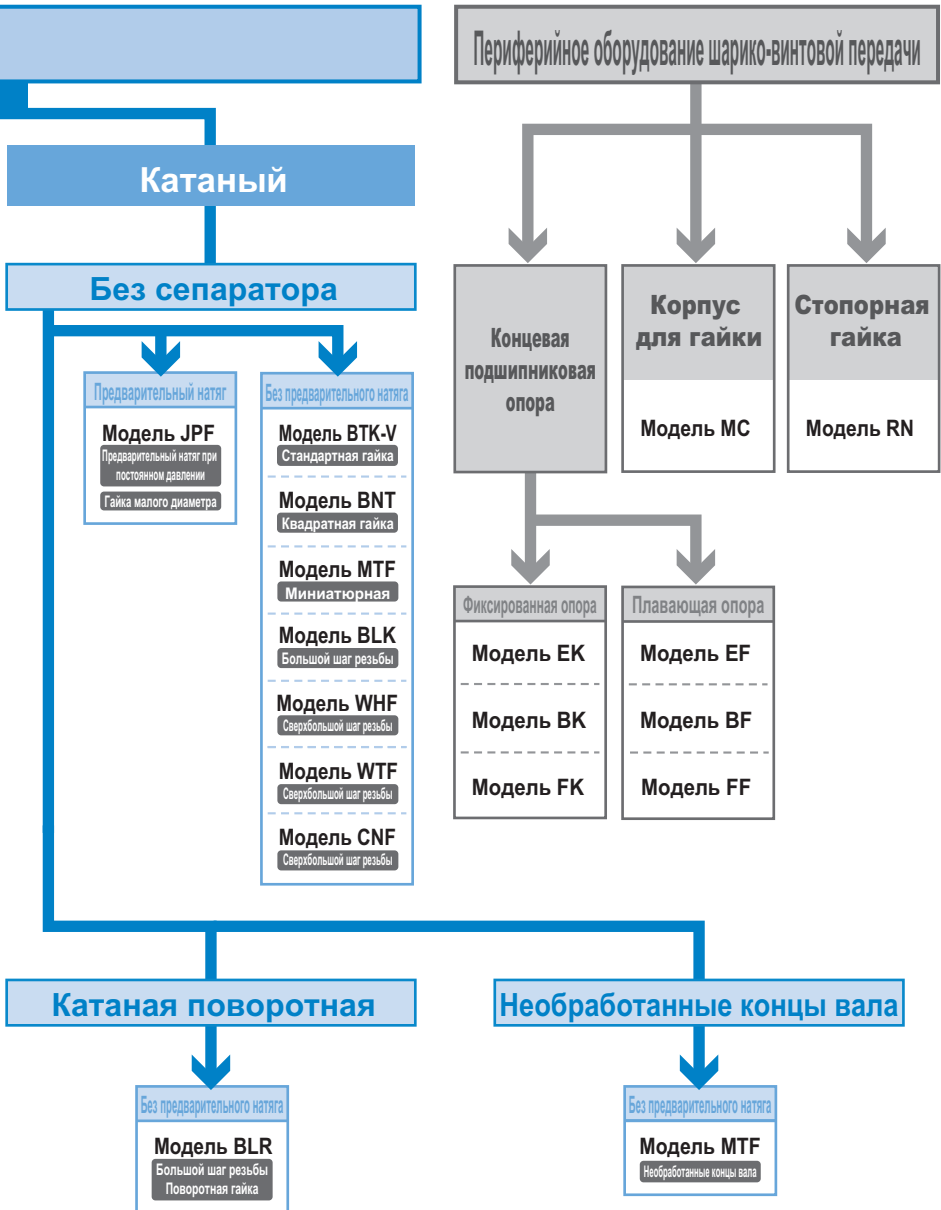 Периферийное оборудование шарико-винтовой передачи
Катаный
Без сепаратора
Предварительный натяг
Модель JPF
Предварительный натяг при
постоянном давлении
Гайка малого диаметра
Без предварительного натяга
Модель BTK-V
Стандартная гайка
Модель BNT
Квадратная гайка
Модель MTF
Миниатюрная
Модель BLK
Большой шаг резьбы
Модель WHF
Сверхбольшой шаг резьбы
Модель WTF
Сверхбольшой шаг резьбы
Модель CNF
Сверхбольшой шаг резьбы
Концевая
подшипниковая
опора
Корпус
для гайки
Модель MC
Стопорная
гайка
Модель RN
Фиксированная опора
Модель EK
Модель BK
Модель FK
Плавающая опора
Модель EF
Модель BF
Модель FF
Катаная поворотная
Без предварительного натяга
Модель BLR
Большой шаг резьбы
Поворотная гайка
Необработанные концы вала
Без предварительного натяга
Модель MTF
Необработанные концы вала